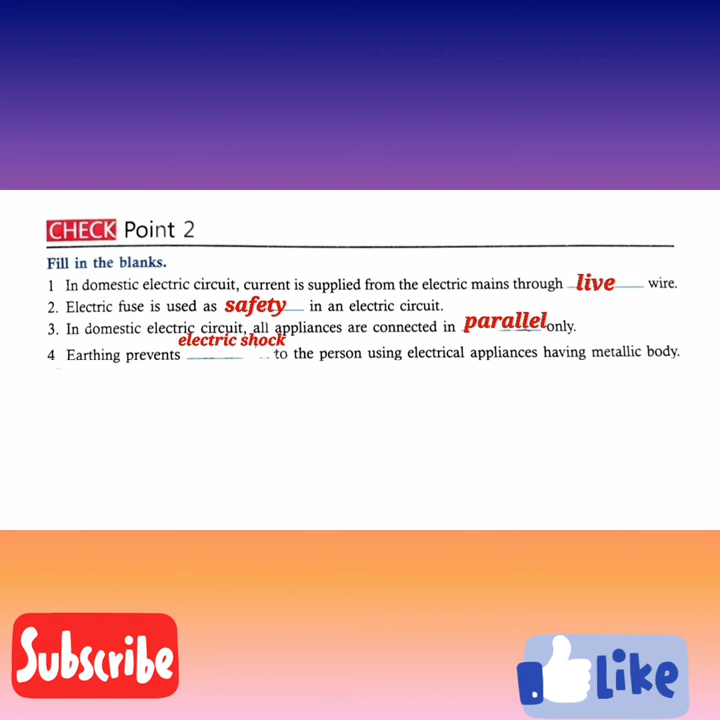 CHECK Point 2
Fill in the blanks.
1 In domestic electric circuit, current is supplied from the electric mains through live wire.
2. Electric fuse is used as safety in an electric circuit.
3. In domestic electric circuit, all appliances are connected in parallel only.
electric shock
4 Earthing prevents to the person using electrical appliances having metallic body.
Subscribe
Like